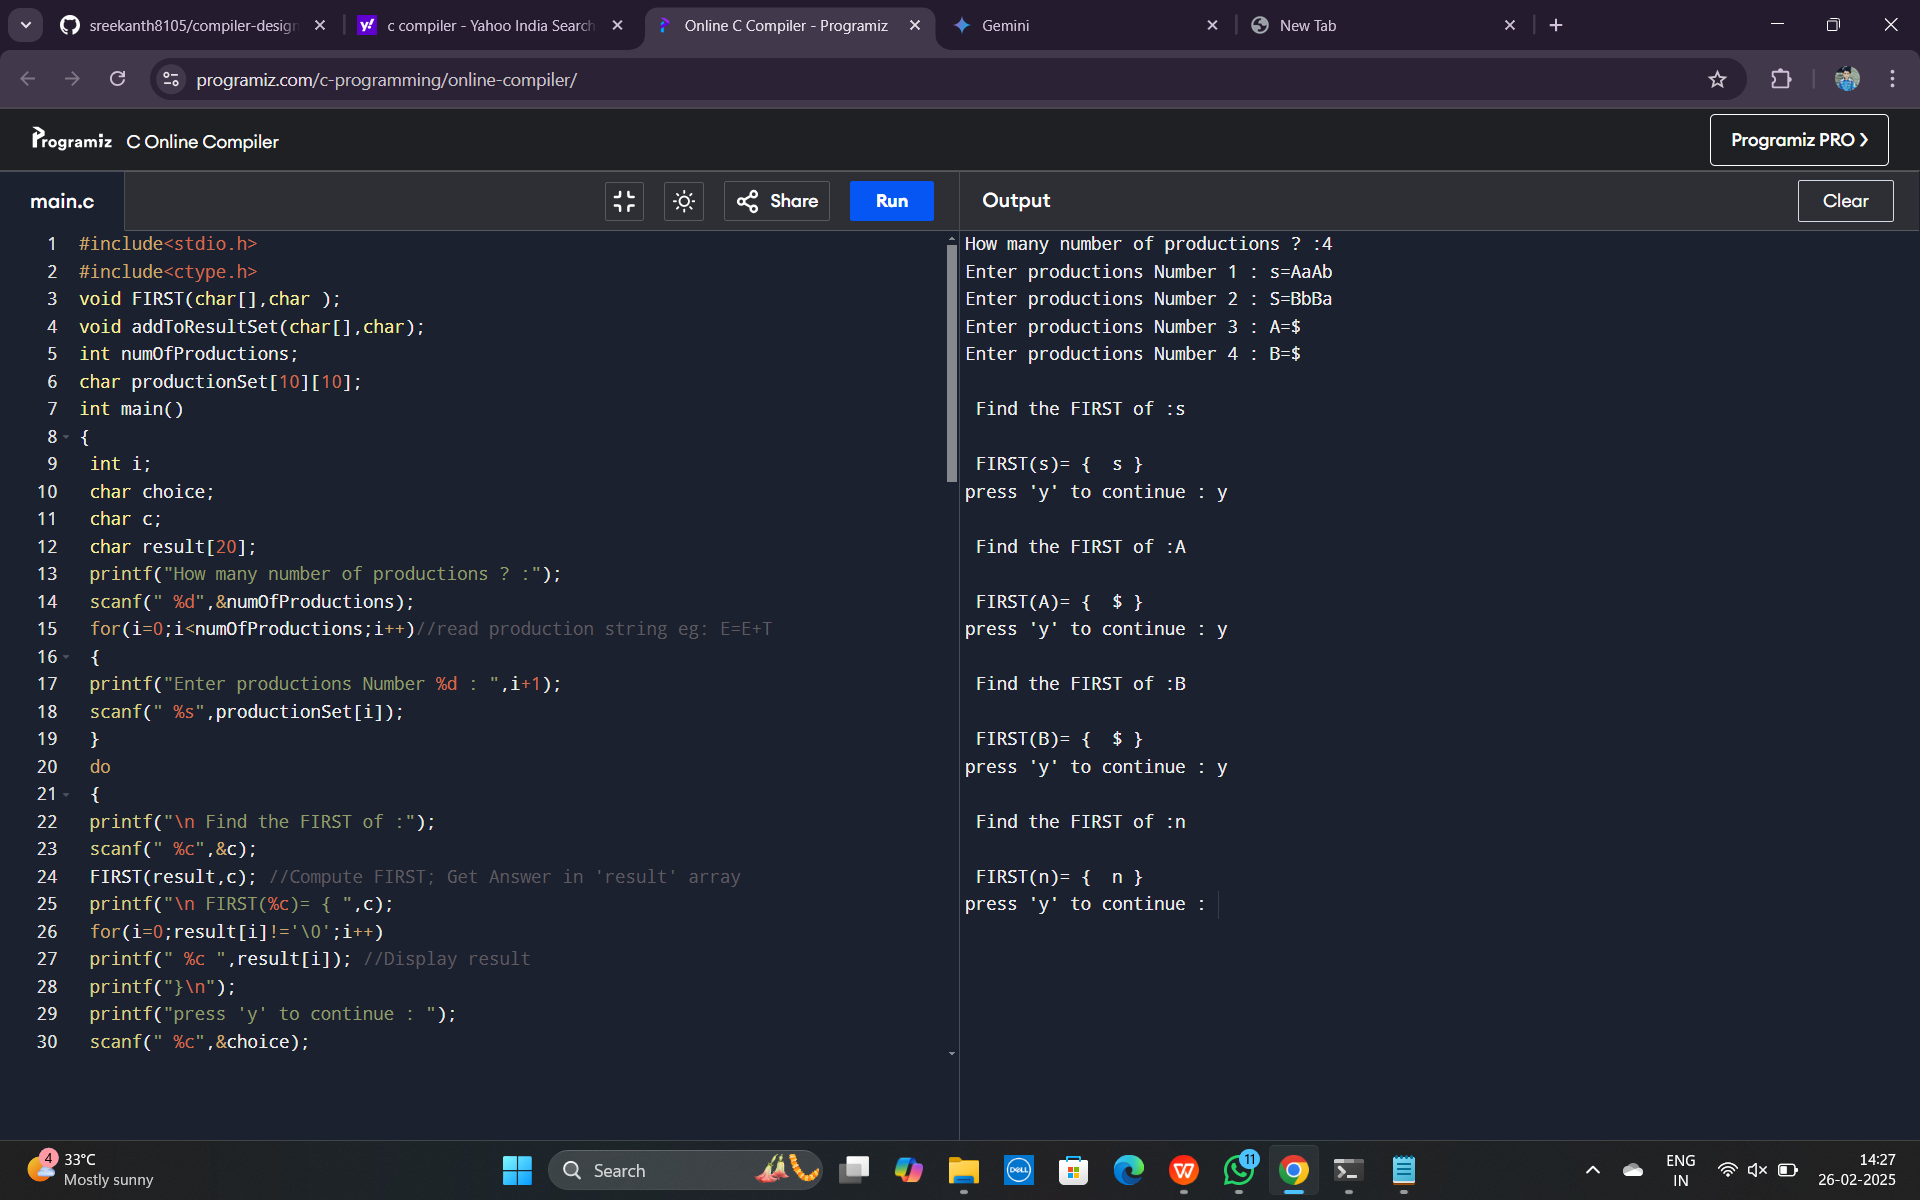 sreekanth8105/compiler-design
c compiler - Yahoo India Search
Online C Compiler - Programiz
Gemini
New Tab
programiz.com/c-programming/online-compiler/
Programiz C Online Compiler
Programiz PRO
main.c
Share
Run
Output
Clear
1 #include<stdio.h>
2 #include<ctype.h>
3 void FIRST(char[],char );
4 void addToResultSet(char[],char);
5 int numOfProductions;
6 char productionSet[10][10];
7 int main()
8 {
9 int i;
10 char choice;
11 char c;
12 char result[20];
13 printf("How many number of productions ? :");
14 scanf(" %d",&numOfProductions);
15 for(i=0;i<numOfProductions;i++)//read production string eg: E=E+T
16 {
17 printf("Enter productions Number %d : ",i+1);
18 scanf(" %s",productionSet[i]);
19 }
20 do
21 {
22 printf("\n Find the FIRST of :");
23 scanf(" %c",&c);
24 FIRST(result,c); //Compute FIRST; Get Answer in 'result' array
25 printf("\n FIRST(%c)= { ",c);
26 for(i=0;result[i]!='\0';i++)
27 printf(" %c ",result[i]); //Display result
28 printf("}\n");
29 printf("press 'y' to continue : ");
30 scanf(" %c",&choice);
How many number of productions ? :4
Enter productions Number 1 : s=AaAb
Enter productions Number 2 : S=BbBa
Enter productions Number 3 : A=$
Enter productions Number 4 : B=$
Find the FIRST of :s
FIRST(s)= {  s }
press 'y' to continue : y
Find the FIRST of :A
FIRST(A)= {  $ }
press 'y' to continue : y
Find the FIRST of :B
FIRST(B)= {  $ }
press 'y' to continue : y
Find the FIRST of :n
FIRST(n)= {  n }
press 'y' to continue :
4
33°C
Mostly sunny
Search
DELL
11
ENG
IN
14:27
26-02-2025